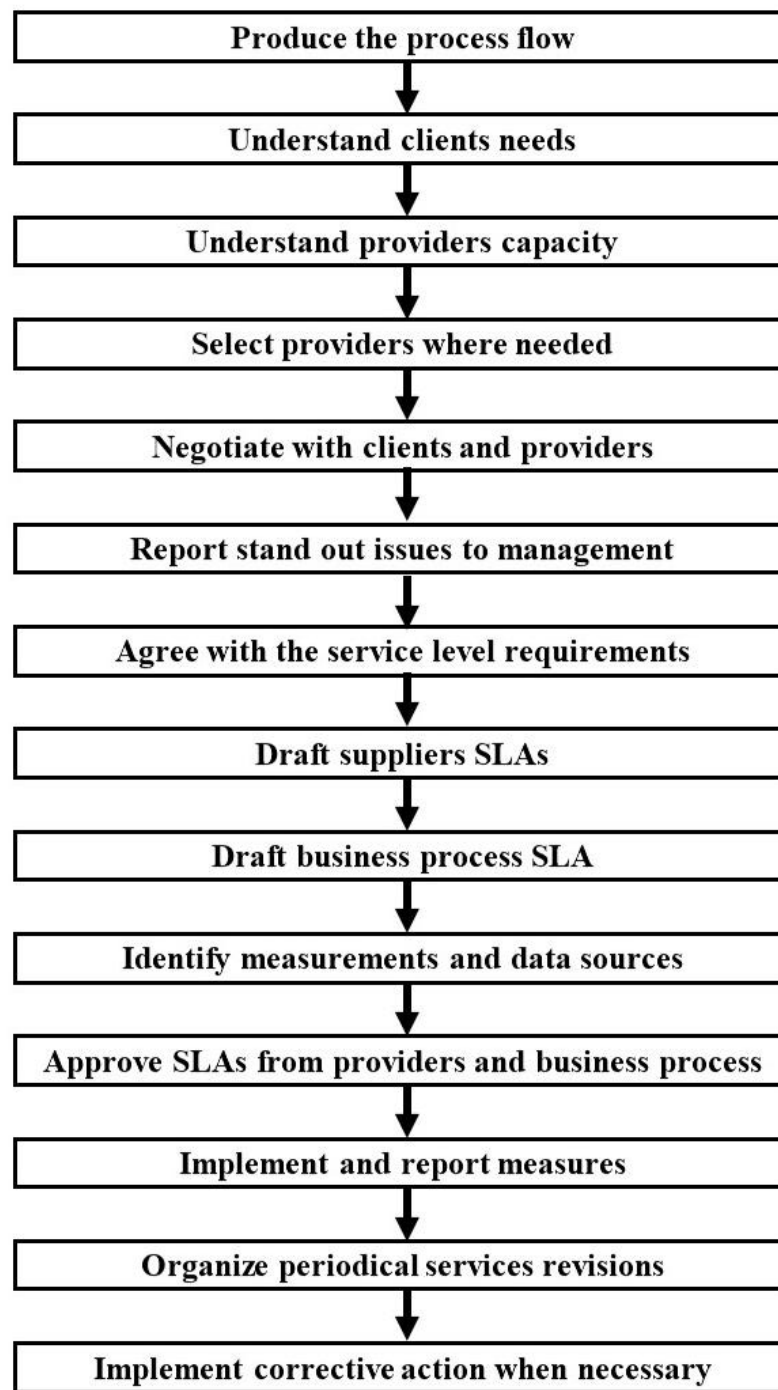 Produce the process flow
Understand clients needs
Understand providers capacity
Select providers where needed
Negotiate with clients and providers
Report stand out issues to management
Agree with the service level requirements
Draft suppliers SLAs
Draft business process SLA
Identify measurements and data sources
Approve SLAs from providers and business process
Implement and report measures
Organize periodical services revisions
Implement corrective action when necessary